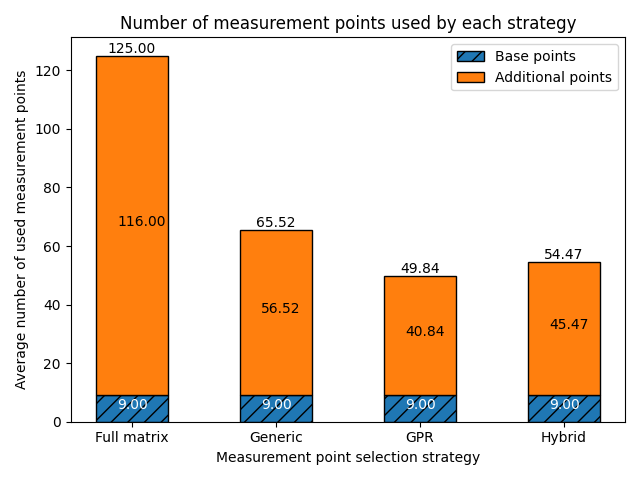 Number of measurement points used by each strategy
Average number of used measurement points
120
100
80
60
40
20
0
125.00
116.00
9.00
65.52
56.52
9.00
49.84
40.84
9.00
54.47
45.47
9.00
Base points
Additional points
Full matrix
Generic
GPR
Hybrid
Measurement point selection strategy